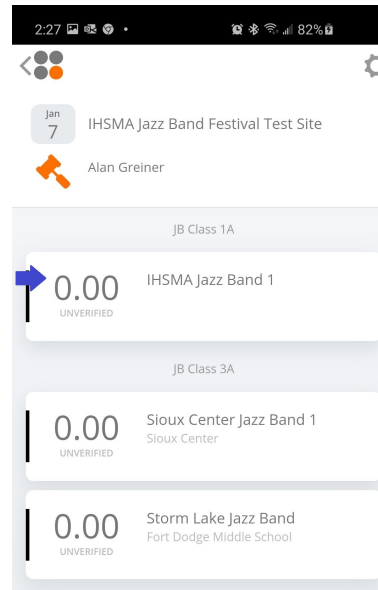 2:27 82%
Jan
7
IHSMA Jazz Band Festival Test Site
Alan Greiner
JB Class 1A
0.00
UNVERIFIED
IHSMA Jazz Band 1
JB Class 3A
0.00
UNVERIFIED
Sioux Center Jazz Band 1
Sioux Center
0.00
UNVERIFIED
Storm Lake Jazz Band
Fort Dodge Middle School